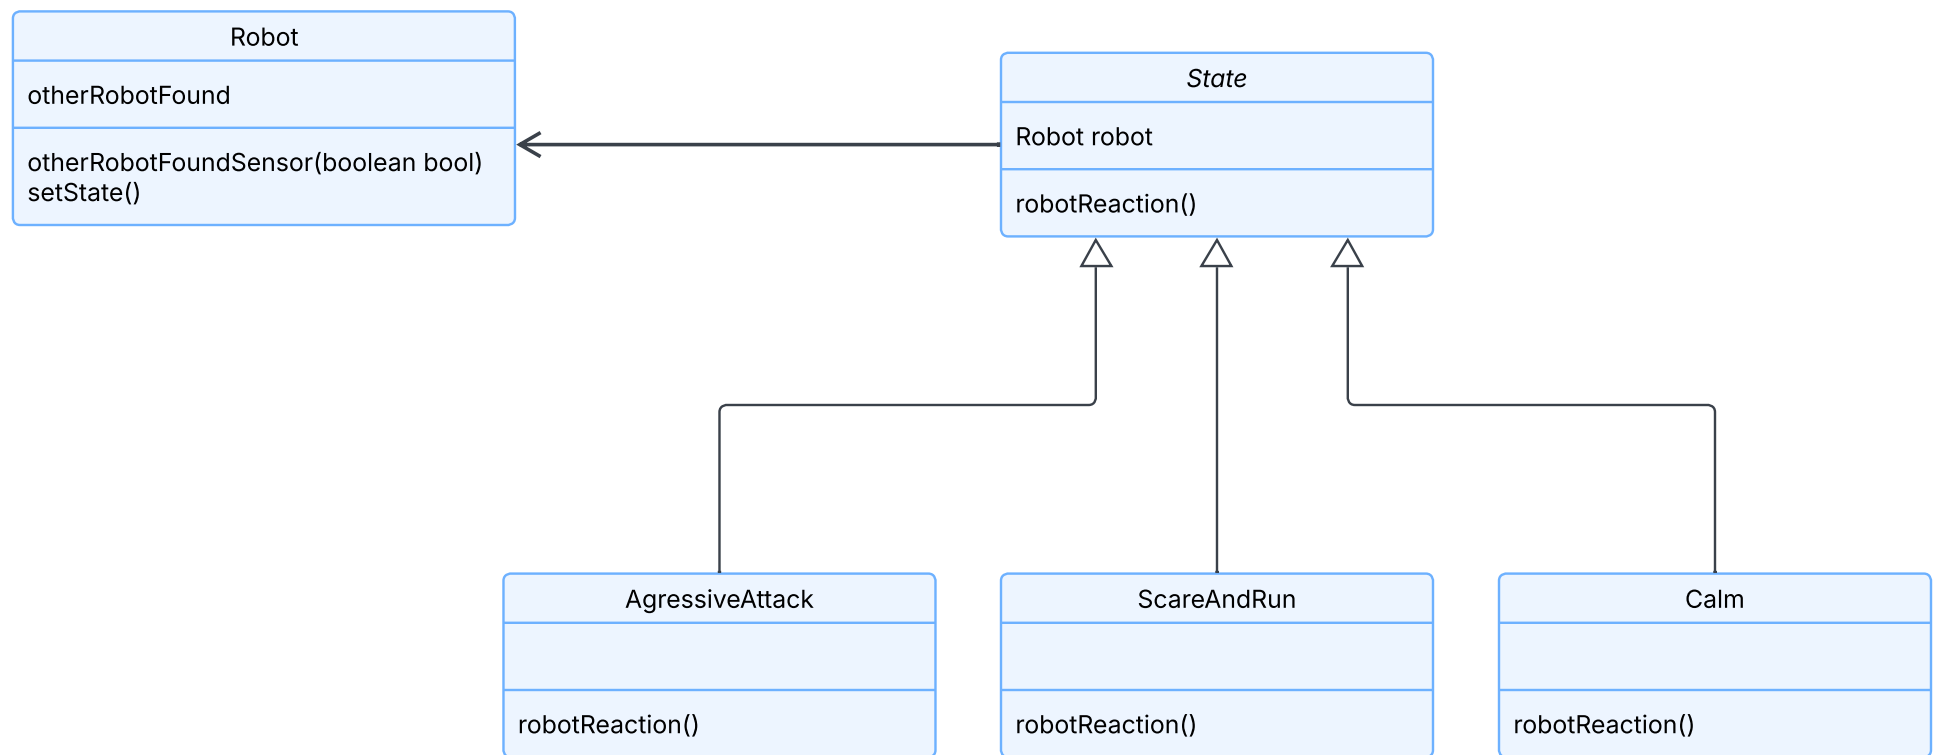 Robot
otherRobotFound
otherRobotFoundSensor(boolean bool)
setState()
State
Robot robot
robotReaction()
AgressiveAttack
robotReaction()
ScareAndRun
robotReaction()
Calm
robotReaction()